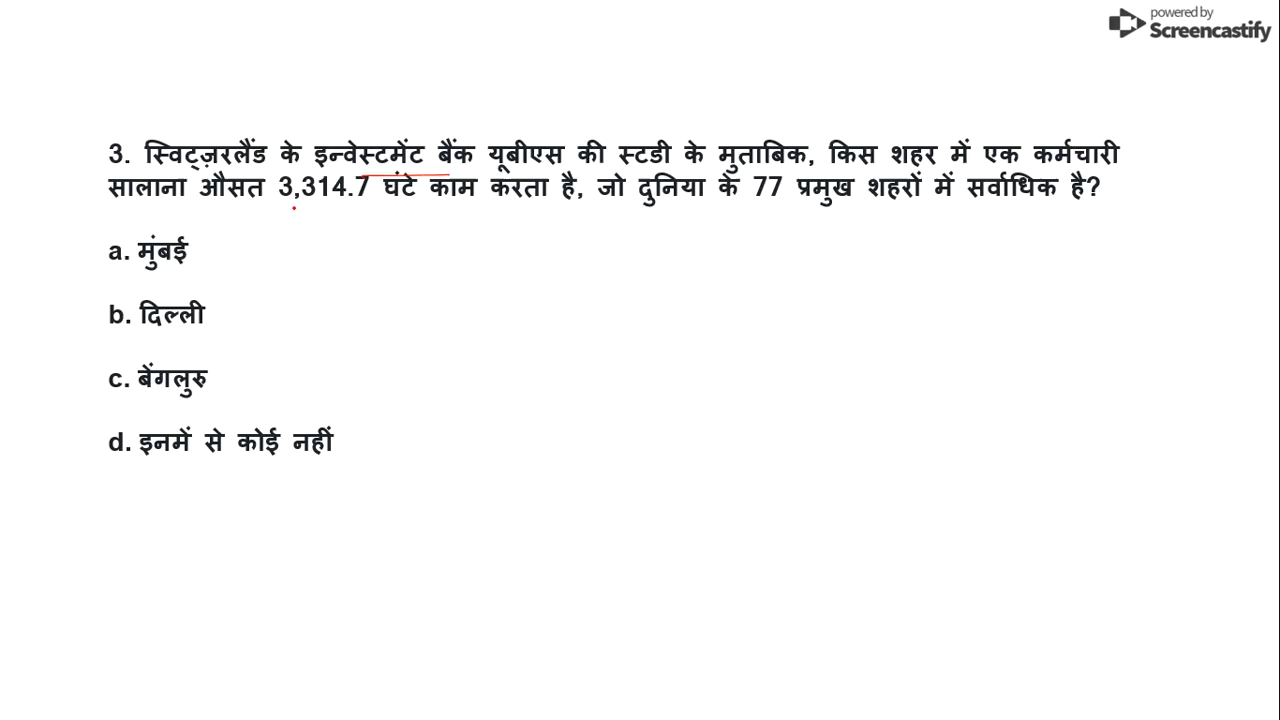 powered by
Screencastify
3. स्विट्ज़रलैंड के इन्वेस्टमेंट बैंक यूबीएस की स्टडी के मुताबिक, किस शहर में एक कर्मचारी
सालाना औसत 3,314.7 घंटे काम करता है, जो दुनिया के 77 प्रमुख शहरों में सर्वाधिक है?
a. मुंबई
b. दिल्ली
c. बेंगलुरु
d. इनमें से कोई नहीं